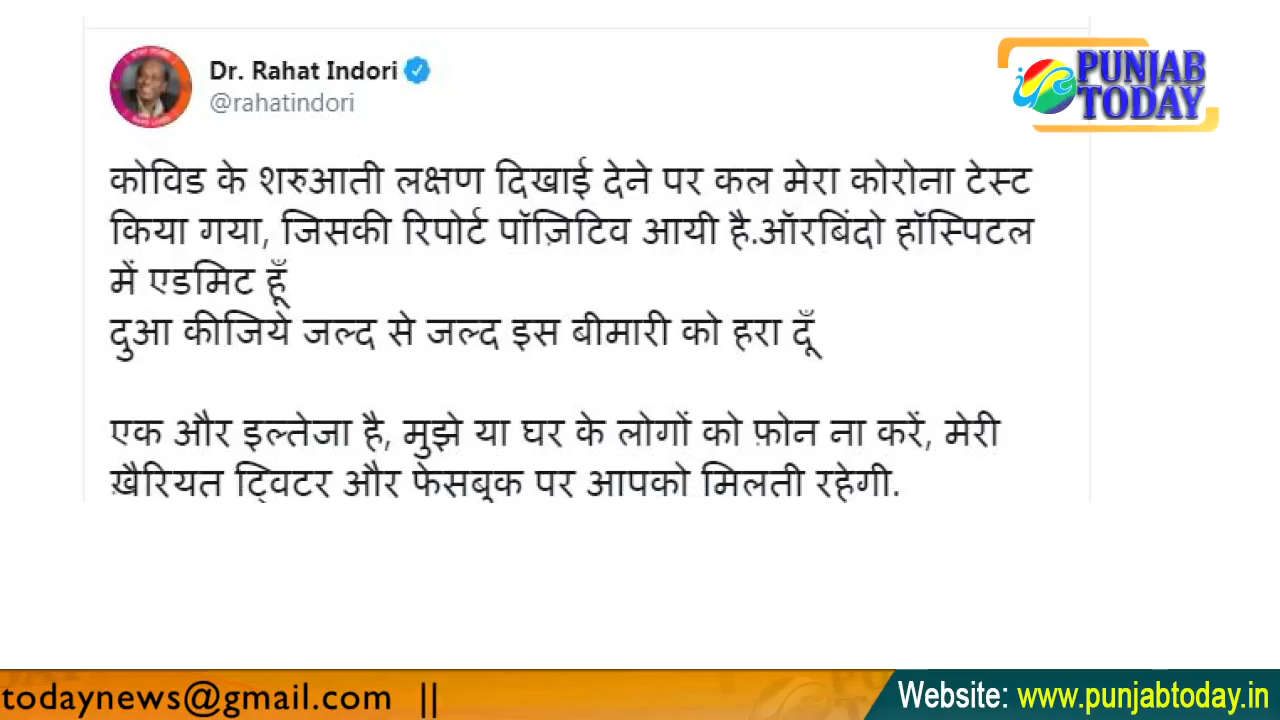 Dr. Rahat Indori
@rahatindori
PUNJAB
TODAY
कोविड के शरुआती लक्षण दिखाई देने पर कल मेरा कोरोना टेस्ट
किया गया, जिसकी रिपोर्ट पॉज़िटिव आयी है.ऑरबिंदो हॉस्पिटल
में एडमिट हूँ
दुआ कीजिये जल्द से जल्द इस बीमारी को हरा दूँ
एक और इल्तेजा है, मुझे या घर के लोगों को फ़ोन ना करें, मेरी
ख़ैरियत ट्विटर और फेसबूक पर आपको मिलती रहेगी.
todaynews@gmail.com ||
Website: www.punjabtoday.in